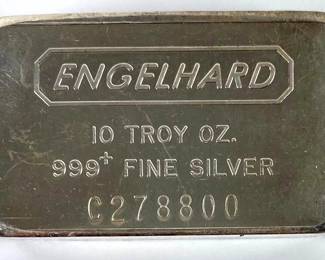 ENGELHARD
10 TROY OZ.
999+ FINE SILVER
C278800